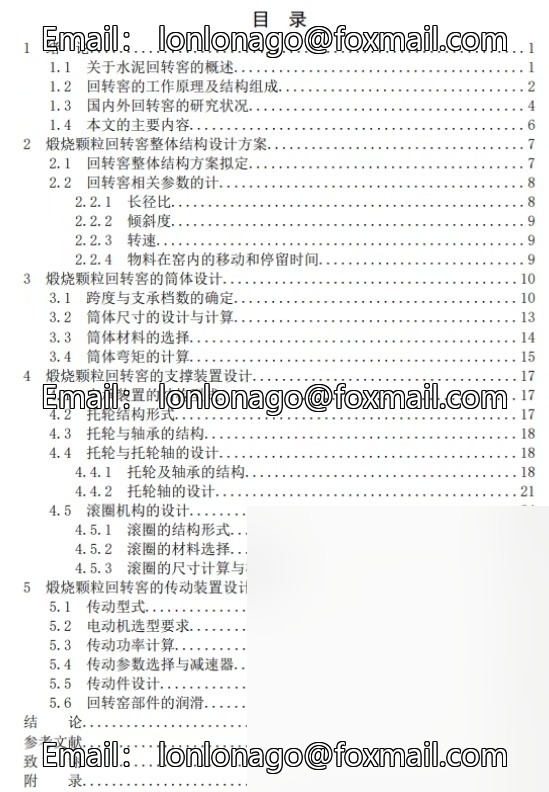 目 录
Email： lonlonago@foxmail.com
1 ........1
1.1 关于水泥回转窑的概述........1
1.2 回转窑的工作原理及结构组成........2
1.3 国内外回转窑的研究状况........4
1.4 本文的主要内容........6
2 煅烧颗粒回转窑整体结构设计方案........7
2.1 回转窑整体结构方案拟定........7
2.2 回转窑相关参数的计........8
2.2.1 长径比........8
2.2.2 倾斜度........9
2.2.3 转速........9
2.2.4 物料在窑内的移动和停留时间........9
3 煅烧颗粒回转窑的筒体设计........10
3.1 跨度与支承档数的确定........10
3.2 筒体尺寸的设计与计算........13
3.3 筒体材料的选择........14
3.4 筒体弯矩的计算........15
4 煅烧颗粒回转窑的支撑装置设计........17
Email： lonlonago@foxmail.com
........17
4.2 托轮结构形式........17
4.3 托轮与轴承的结构........18
4.4 托轮与托轮轴的设计........18
4.4.1 托轮及轴承的结构........18
4.4.2 托轮轴的设计........21
4.5 滚圈机构的设计........
4.5.1 滚圈的结构形式...
4.5.2 滚圈的材料选择...
4.5.3 滚圈的尺寸计算与
5 煅烧颗粒回转窑的传动装置设计
5.1 传动型式........
5.2 电动机选型要求........
5.3 传动功率计算........
5.4 传动参数选择与减速器...
5.5 传动件设计........
5.6 回转窑部件的润滑........
结 论........
参考文献........
Email： lonlonago@foxmail.com
致
附 录........